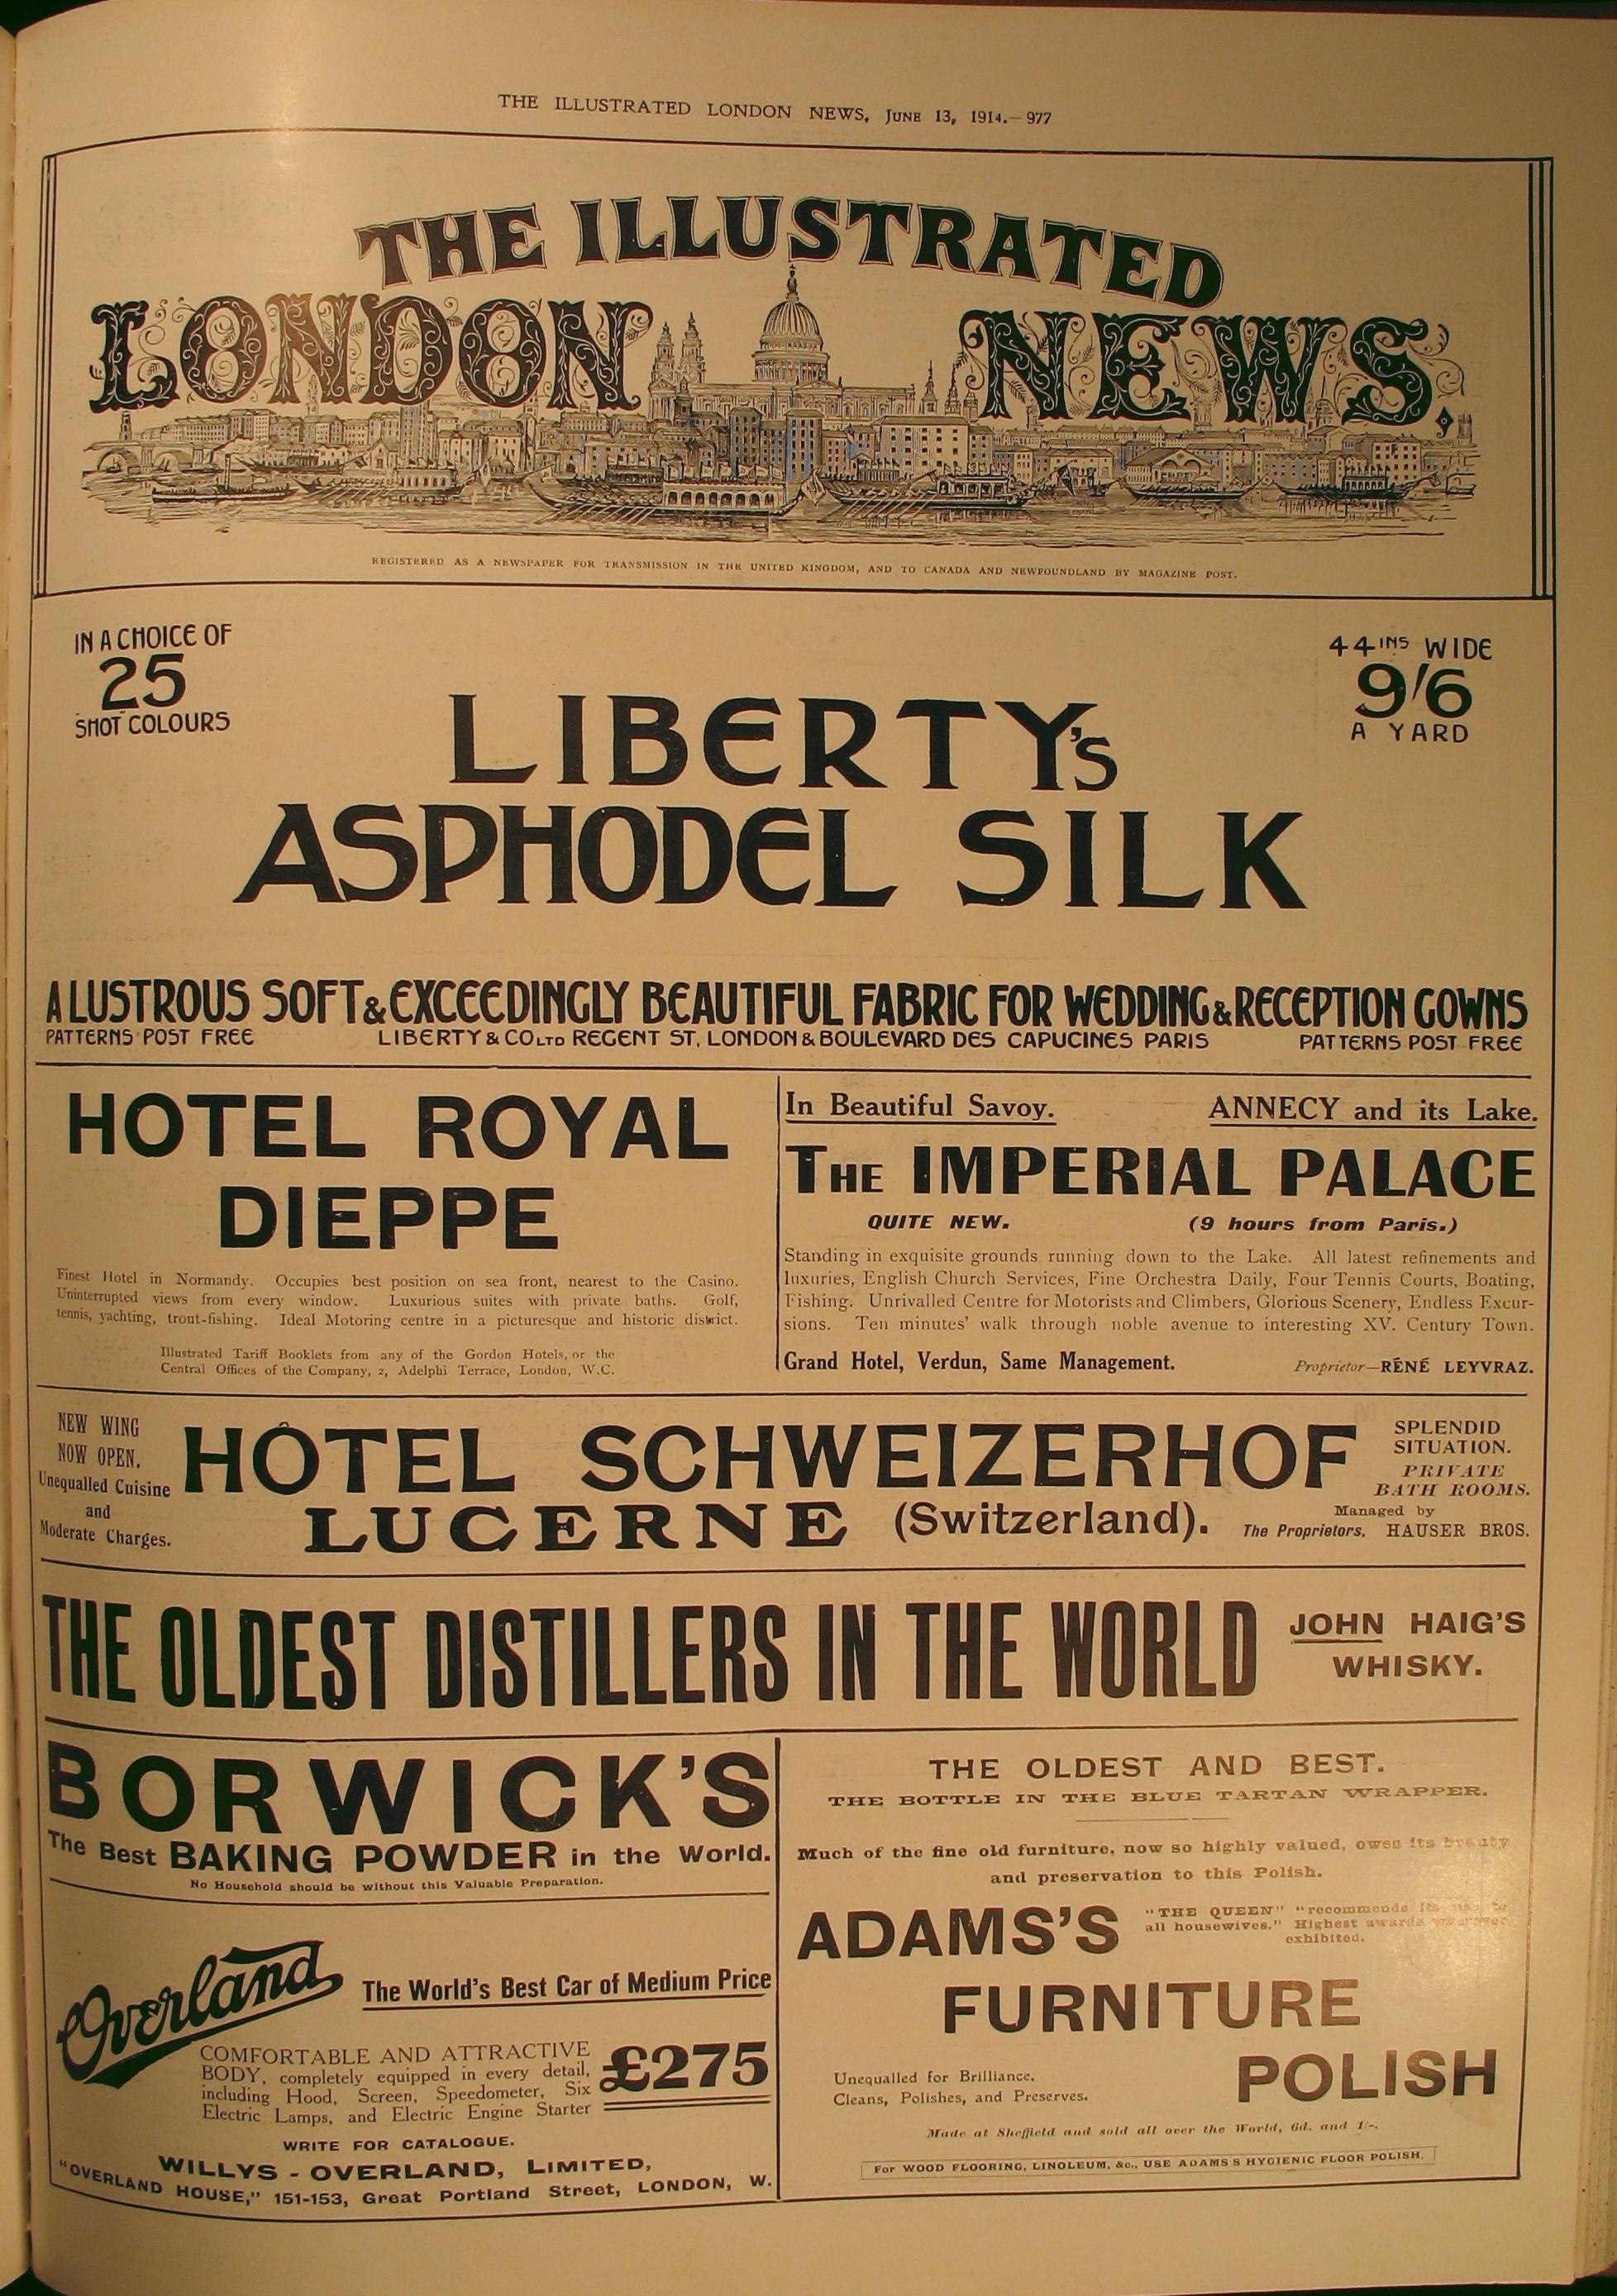 THE ILLUSTRATED LONDON NEWS, JUNE 13, 1914.—977
THE ILLUSTRATED
LONDON NEWS.
REGISTERED AS A NEWSPAPER FOR TRANSMISSION IN THE UNITED KINGDOM, AND TO CANADA AND NEWFOUNDLAND BY MAGAZINE POST.
IN A CHOICE OF
25
SHOT COLOURS
44INS WIDE
9/6
A YARD
LIBERTY'S
ASPHODEL SILK
A LUSTROUS SOFT & EXCEEDINGLY BEAUTIFUL FABRIC FOR WEDDING & RECEPTION GOWNS
PATTERNS POST FREE LIBERTY & CO LTD REGENT ST, LONDON & BOULEVARD DES CAPUCINES PARIS PATTERNS POST FREE
HOTEL ROYAL
DIEPPE
Finest Hotel in Normandy. Occupies best position on sea front, nearest to the Casino.
Uninterrupted views from every window. Luxurious suites with private baths. Golf,
tennis, yachting, trout-fishing. Ideal Motoring centre in a picturesque and historic district.
Illustrated Tariff Booklets from any of the Gordon Hotels, or the
Central Offices of the Company, 2, Adelphi Terrace, London, W.C.
In Beautiful Savoy. ANNECY and its Lake.
THE IMPERIAL PALACE
QUITE NEW. (9 hours from Paris.)
Standing in exquisite grounds running down to the Lake. All latest refinements and
luxuries, English Church Services, Fine Orchestra Daily, Four Tennis Courts, Boating,
Fishing. Unrivalled Centre for Motorists and Climbers, Glorious Scenery, Endless Excur-
sions. Ten minutes' walk through noble avenue to interesting XV. Century Town.
Grand Hotel, Verdun, Same Management. Proprietor—RÉNÉ LEYVRAZ.
NEW WING
NOW OPEN.
Unequalled Cuisine
and
Moderate Charges.
HÔTEL SCHWEIZERHOF
LUCERNE (Switzerland).
SPLENDID
SITUATION.
PRIVATE
BATH ROOMS.
Managed by
The Proprietors, HAUSER BROS.
THE OLDEST DISTILLERS IN THE WORLD
JOHN HAIG'S
WHISKY.
BORWICK'S
The Best BAKING POWDER in the World.
No Household should be without this Valuable Preparation.
Overland
The World's Best Car of Medium Price
COMFORTABLE AND ATTRACTIVE
BODY, completely equipped in every detail,
including Hood, Screen, Speedometer, Six
Electric Lamps, and Electric Engine Starter
£275
WRITE FOR CATALOGUE.
WILLYS - OVERLAND, LIMITED,
"OVERLAND HOUSE," 151-153, Great Portland Street, LONDON, W.
THE OLDEST AND BEST.
THE BOTTLE IN THE BLUE TARTAN WRAPPER.
Much of the fine old furniture, now so highly valued, owes its beauty
and preservation to this Polish.
ADAMS'S
"THE QUEEN" "recommends its use to
all housewives." Highest awards wherever
exhibited.
FURNITURE
POLISH
Unequalled for Brilliance.
Cleans, Polishes, and Preserves.
Made at Sheffield and sold all over the World, 6d. and 1/-.
For WOOD FLOORING, LINOLEUM, &c., USE ADAMS'S HYGIENIC FLOOR POLISH.